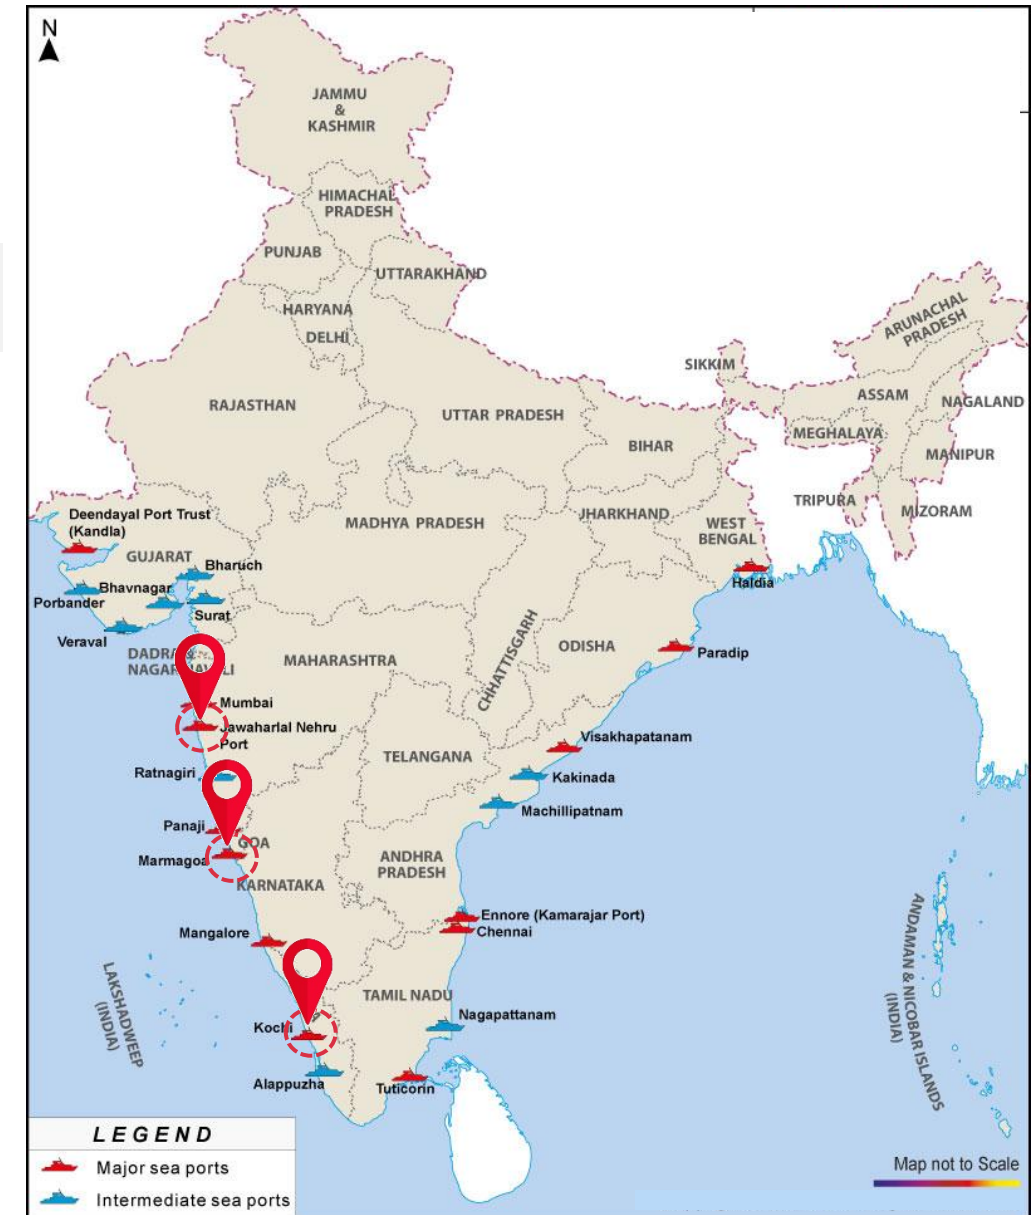 N
JAMMU
&
KASHMIR
HIMACHAL
PRADESH
PUNJAB
UTTARAKHAND
HARYANA
DELHI
ARUNACHAL
PRADESH
SIKKIM
RAJASTHAN
UTTAR PRADESH
ASSAM
NAGALAND
BIHAR
MEGHALAYA
MANIPUR
TRIPURA
MIZORAM
Deendayal Port Trust
(Kandla)
MADHYA PRADESH
JHARKHAND
WEST
BENGAL
GUJARAT
Bharuch
Bhavnagar
Porbander
Surat
Haldia
Veraval
DADRA &
NAGAR HAVELI
MAHARASHTRA
CHHATTISGARH
ODISHA
Paradip
Mumbai
Jawaharlal Nehru
Port
Visakhapatanam
TELANGANA
Ratnagiri
Kakinada
Machillipatnam
Panaji
GOA
Marmagoa
ANDHRA
PRADESH
KARNATAKA
Ennore (Kamarajar Port)
Chennai
Mangalore
LAKSHADWEEP
(INDIA)
ANDAMAN & NICOBAR ISLANDS
(INDIA)
TAMIL NADU
Nagapattanam
Kochi
Alappuzha
Tuticorin
LEGEND
Major sea ports
Intermediate sea ports
Map not to Scale